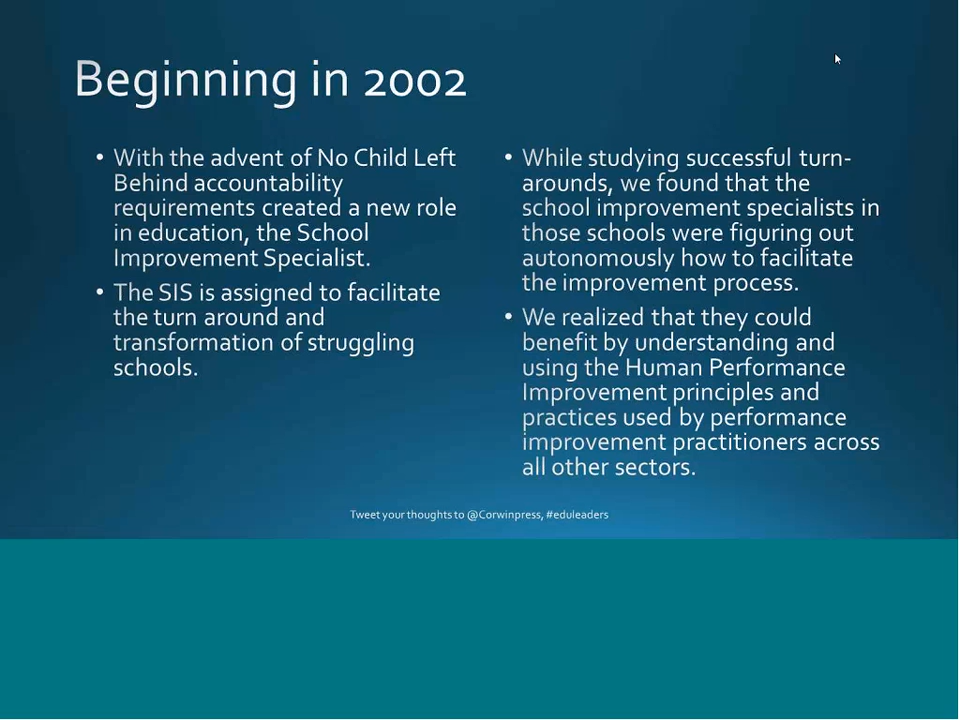 Beginning in 2002
• With the advent of No Child Left
Behind accountability
requirements created a new role
in education, the School
Improvement Specialist.
• The SIS is assigned to facilitate
the turn around and
transformation of struggling
schools.
• While studying successful turn-
arounds, we found that the
school improvement specialists in
those schools were figuring out
autonomously how to facilitate
the improvement process.
• We realized that they could
benefit by understanding and
using the Human Performance
Improvement principles and
practices used by performance
improvement practitioners across
all other sectors.
Tweet your thoughts to @Corwinpress, #eduleaders